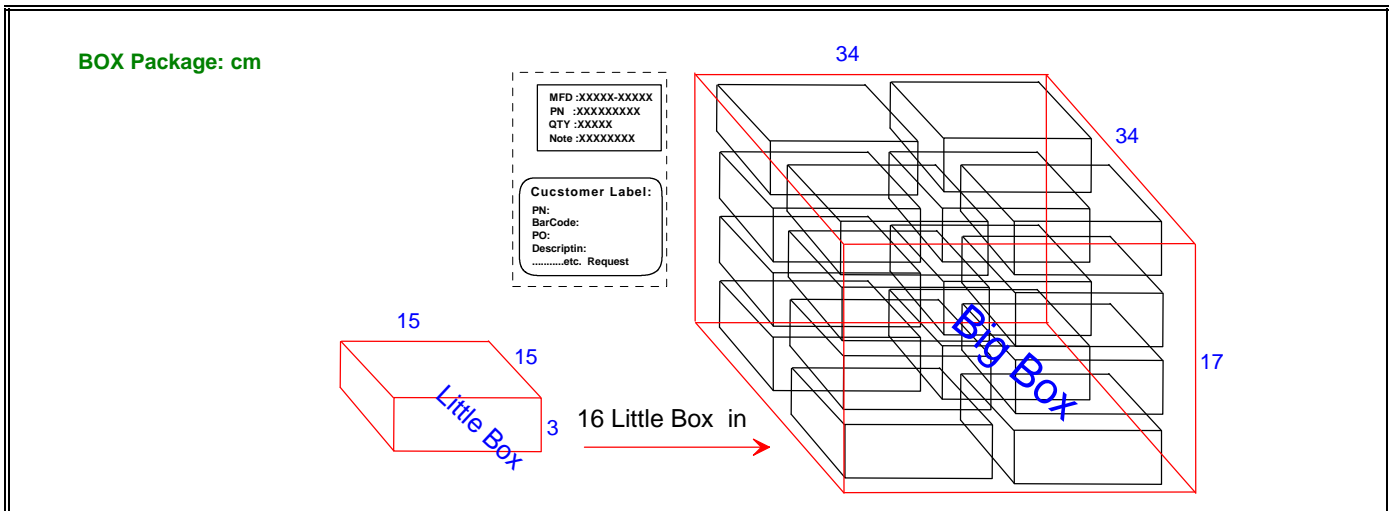 BOX Package: cm
34
MFD :XXXXX-XXXXX
PN :XXXXXXXXX
QTY :XXXXX
Note :XXXXXXXX
34
Cucstomer Label:
PN:
BarCode:
PO:
Descriptin:
...........etc. Request
15
15
Little Box
3
16 Little Box in
Big Box
17